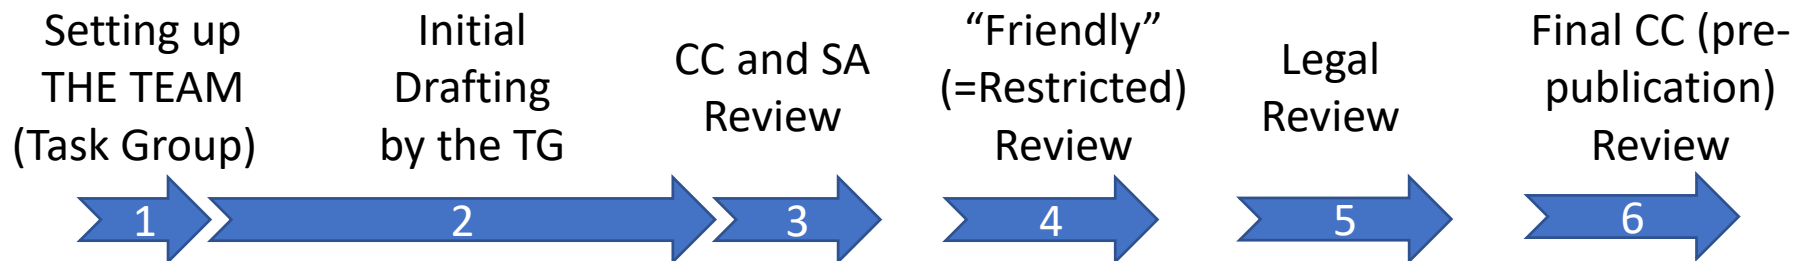 Setting up
THE TEAM
(Task Group)
Initial
Drafting
by the TG
CC and SA
Review
“Friendly”
(=Restricted)
Review
Legal
Review
Final CC (pre-
publication)
Review
1
2
3
4
5
6